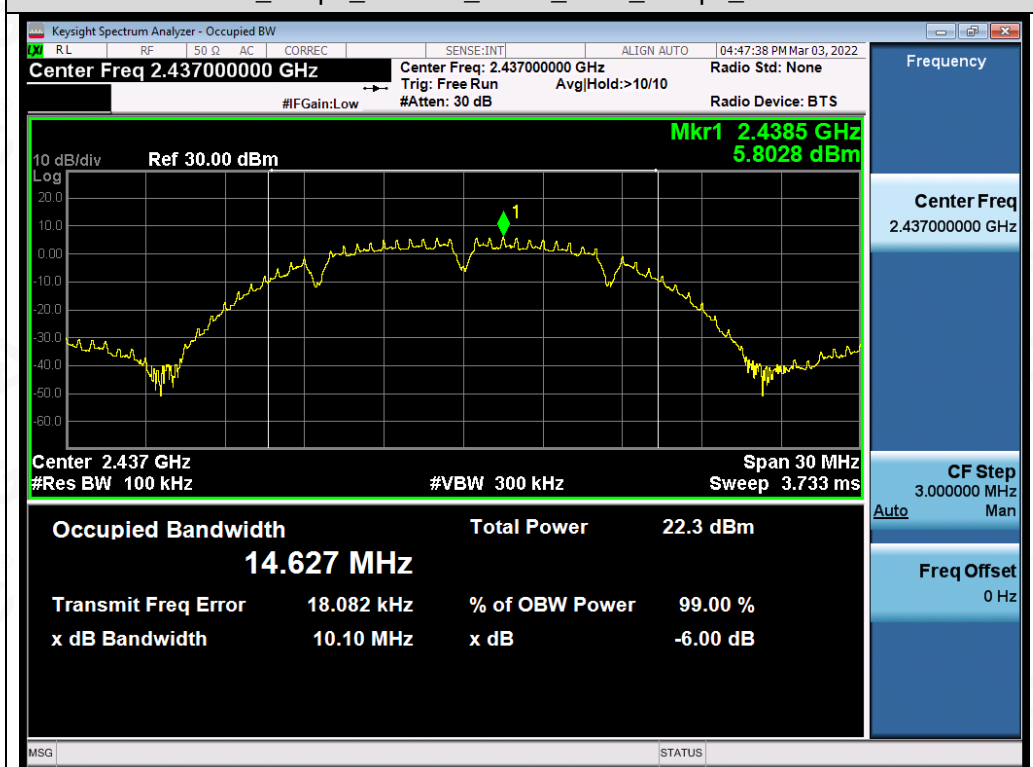 Keysight Spectrum Analyzer - Occupied BW
LXI RL RF 50 Ω AC CORREC SENSE:INT ALIGN AUTO 04:47:38 PM Mar 03, 2022
Center Freq 2.437000000 GHz Center Freq: 2.437000000 GHz Radio Std: None
Trig: Free Run Avg|Hold:>10/10
#IFGain:Low #Atten: 30 dB Radio Device: BTS
Mkr1 2.4385 GHz
5.8028 dBm
10 dB/div Ref 30.00 dBm
Log
20.0
10.0
0.00
-10.0
-20.0
-30.0
-40.0
-50.0
-60.0
1
Center 2.437 GHz Span 30 MHz
#Res BW 100 kHz #VBW 300 kHz Sweep 3.733 ms
Occupied Bandwidth Total Power 22.3 dBm
14.627 MHz
Transmit Freq Error 18.082 kHz % of OBW Power 99.00 %
x dB Bandwidth 10.10 MHz x dB -6.00 dB
Frequency
Center Freq
2.437000000 GHz
CF Step
3.000000 MHz
Auto Man
Freq Offset
0 Hz
MSG STATUS